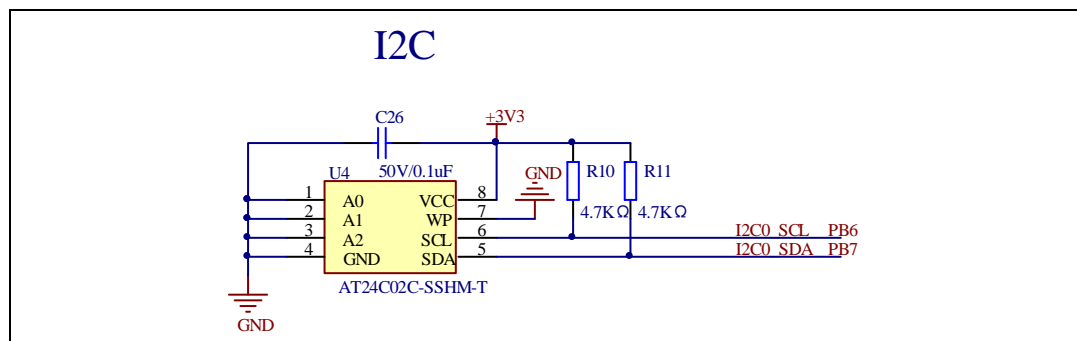 I2C
C26
+3V3
U4
50V/0.1uF
GND
R10
R11
1
A0
VCC
8
2
A1
WP
7
4.7KΩ
4.7KΩ
3
A2
SCL
6
I2C0_SCL
PB6
4
GND
SDA
5
I2C0_SDA
PB7
AT24C02C-SSHM-T
GND